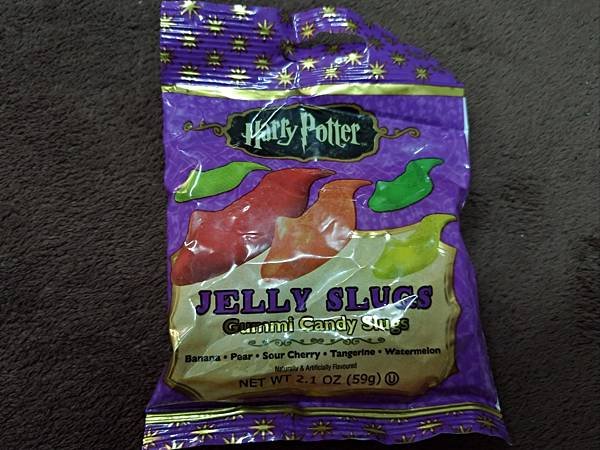 Harry Potter
JELLY SLUGS
Gummi Candy Slugs
Banana • Pear • Sour Cherry • Tangerine • Watermelon
Naturally & Artificially Flavoured
NET WT 2.1 OZ (59g) Ⓤ